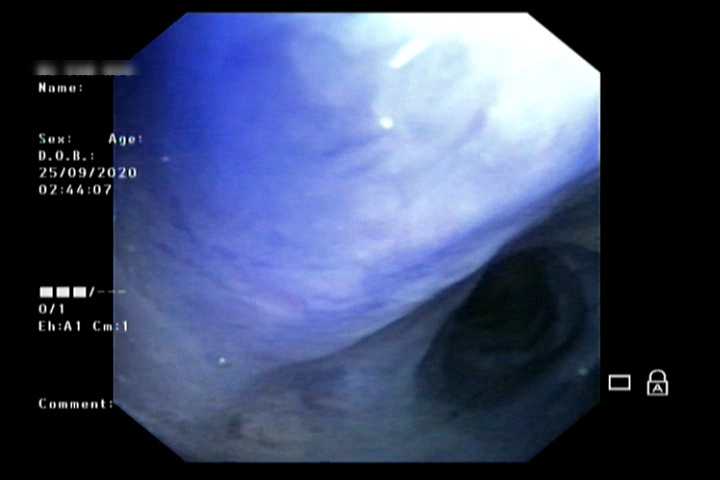 Name:
Sex: Age:
D.O.B.:
25/09/2020
02:44:07
■■■/---
0/1
Eh:A1 Cm:1
Comment:
A